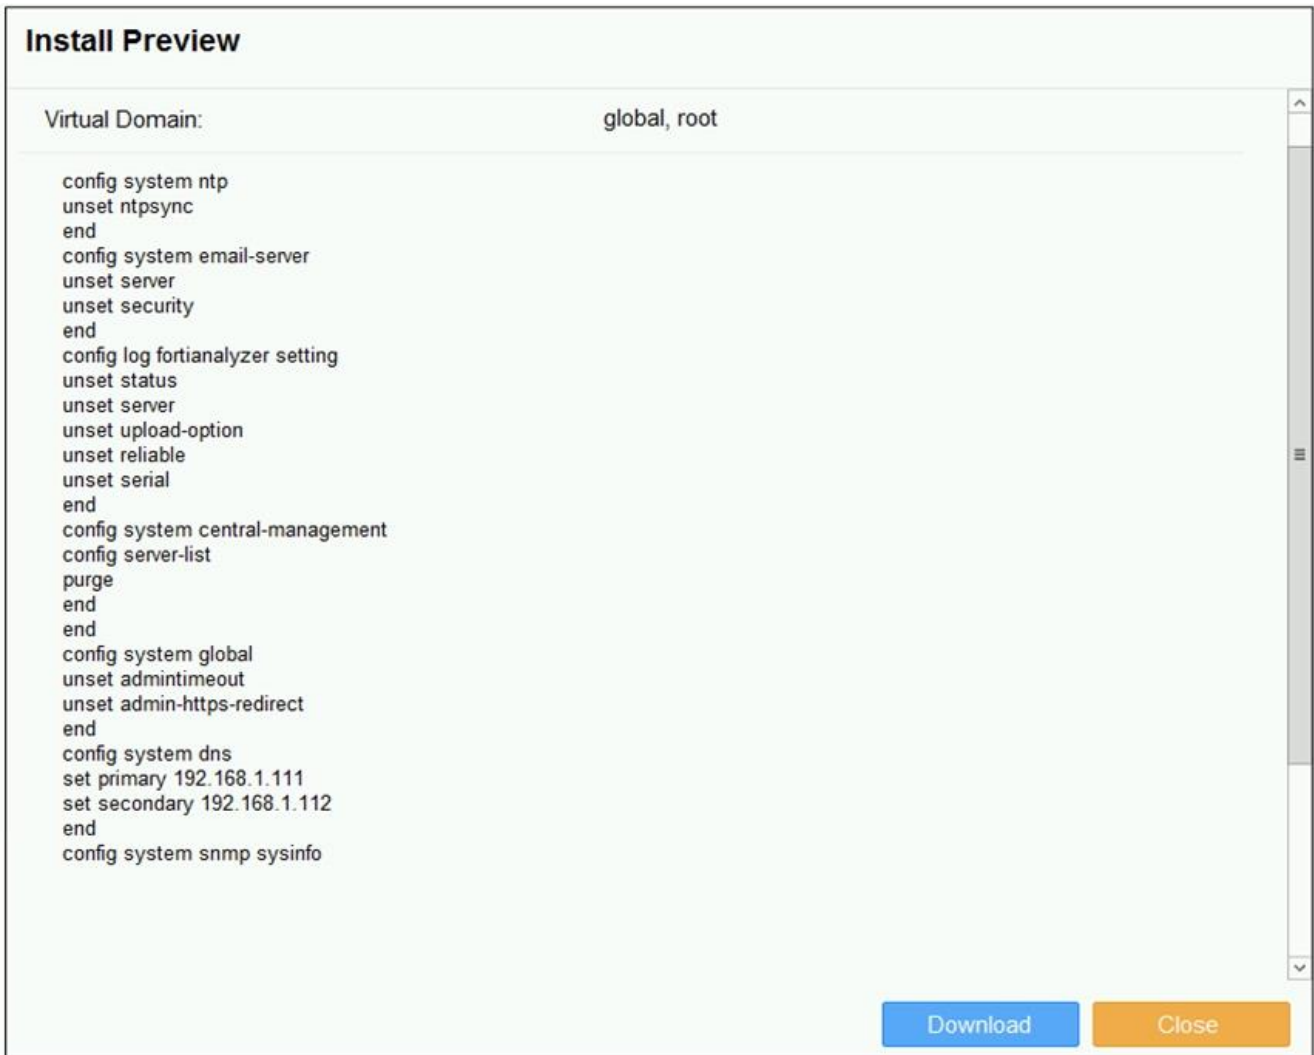 Install Preview
Virtual Domain: global, root
config system ntp
unset ntpsync
end
config system email-server
unset server
unset security
end
config log fortianalyzer setting
unset status
unset server
unset upload-option
unset reliable
unset serial
end
config system central-management
config server-list
purge
end
end
config system global
unset admintimeout
unset admin-https-redirect
end
config system dns
set primary 192.168.1.111
set secondary 192.168.1.112
end
config system snmp sysinfo
Download Close